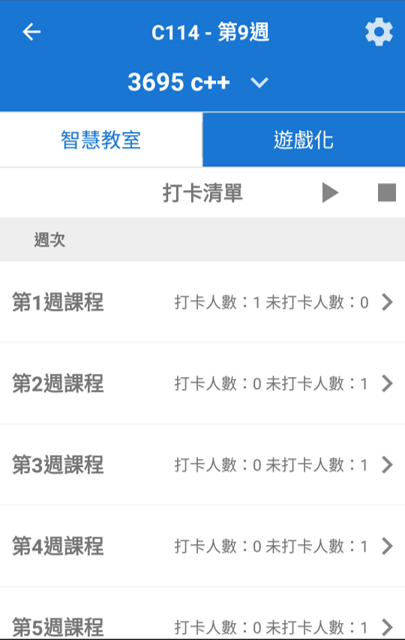 C114 - 第9週
3695 c++
智慧教室 遊戲化
打卡清單
週次
第1週課程 打卡人數：1 未打卡人數：0
第2週課程 打卡人數：0 未打卡人數：1
第3週課程 打卡人數：0 未打卡人數：1
第4週課程 打卡人數：0 未打卡人數：1
第5週課程 打卡人數：0 未打卡人數：1